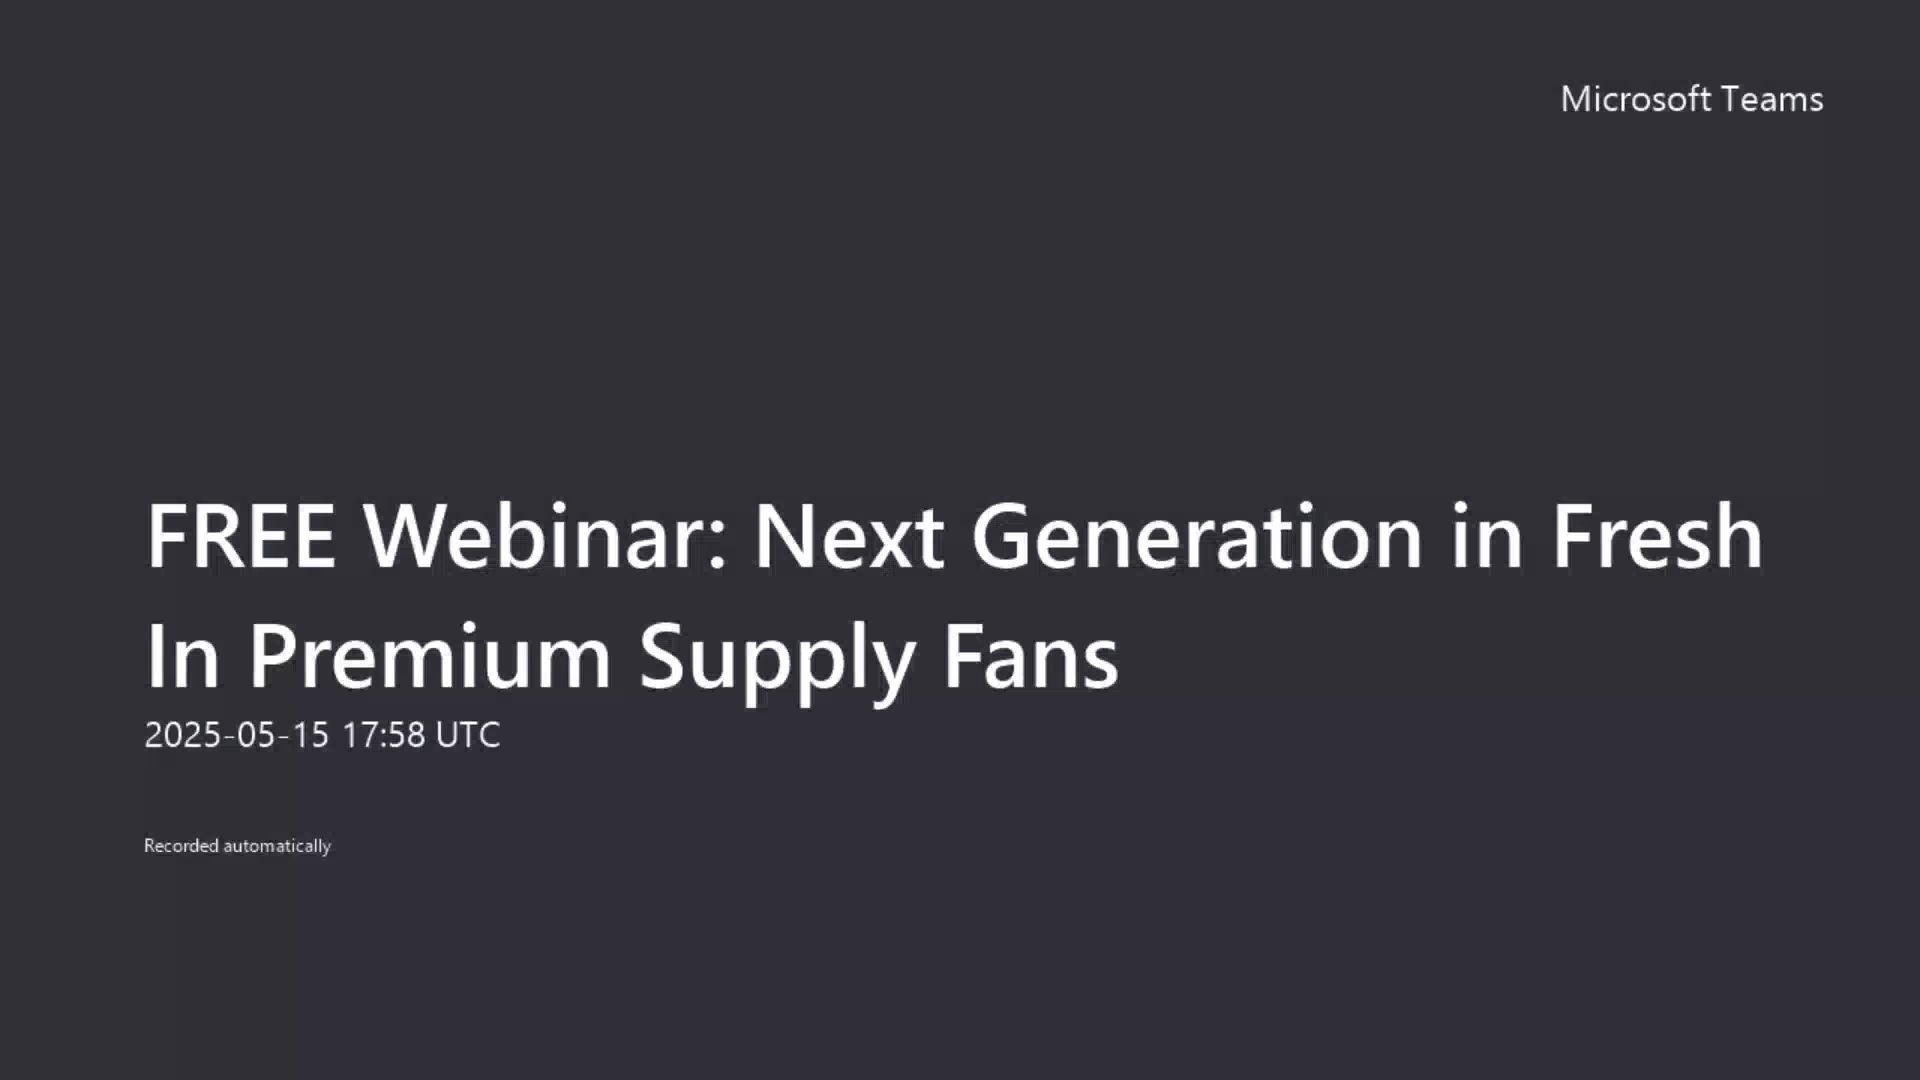 Microsoft Teams
FREE Webinar: Next Generation in Fresh
In Premium Supply Fans
2025-05-15 17:58 UTC
Recorded automatically